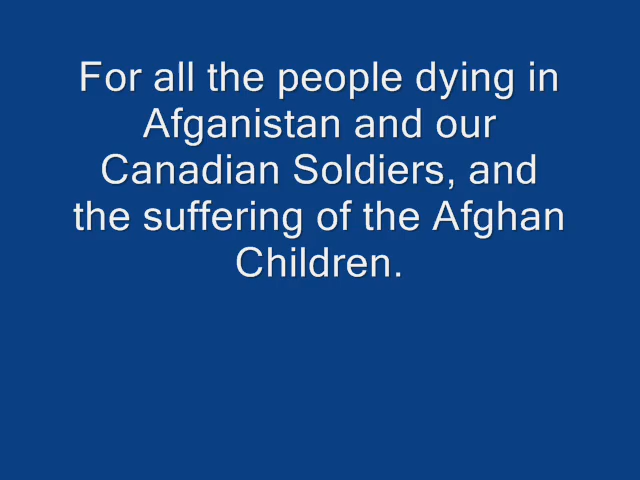 For all the people dying in
Afganistan and our
Canadian Soldiers, and
the suffering of the Afghan
Children.